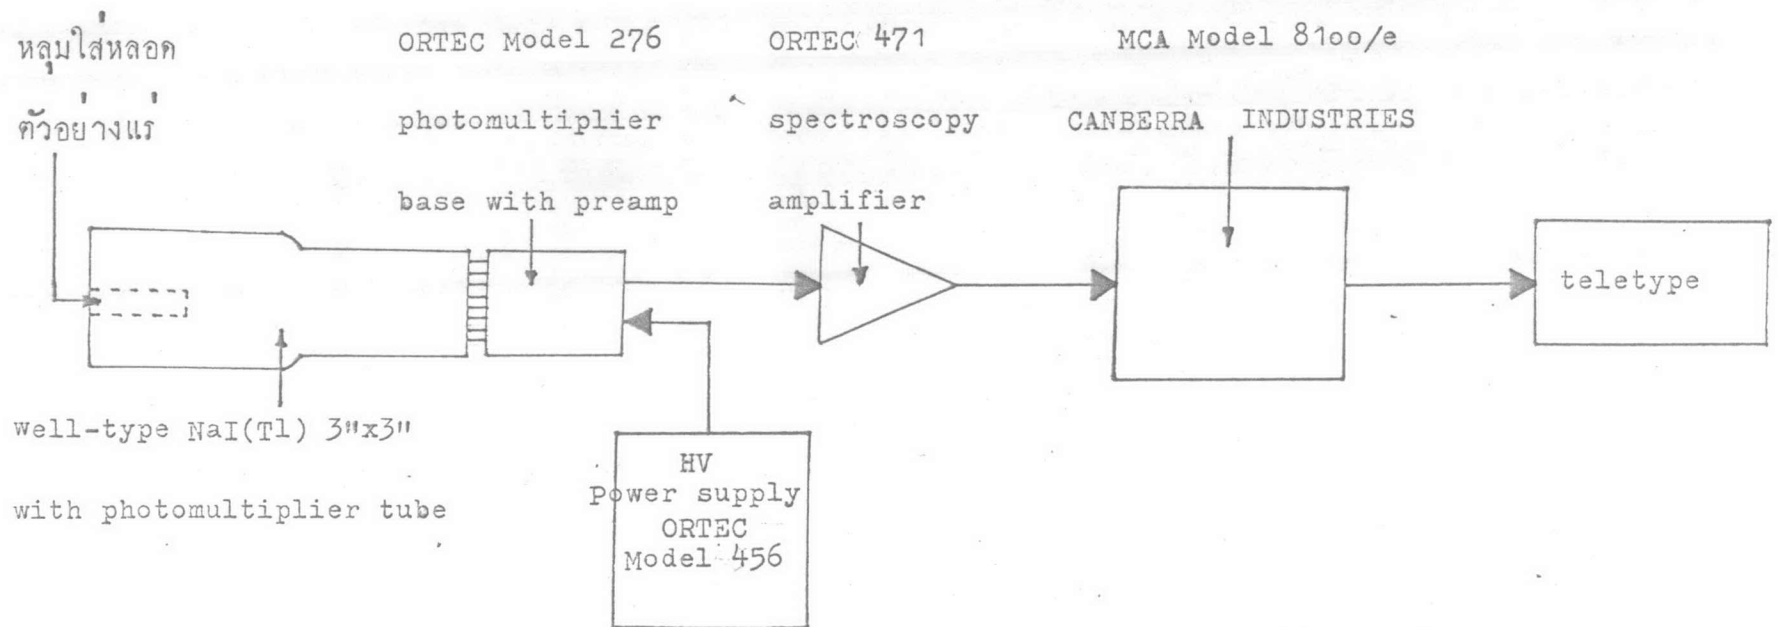 หลุมใส่หลอด
ตัวอย่างแร่
ORTEC Model 276
photomultiplier
base with preamp
ORTEC 471
spectroscopy
amplifier
MCA Model 8100/e
CANBERRA INDUSTRIES
teletype
well-type NaI(Tl) 3"x3"
with photomultiplier tube
HV
Power supply
ORTEC
Model 456